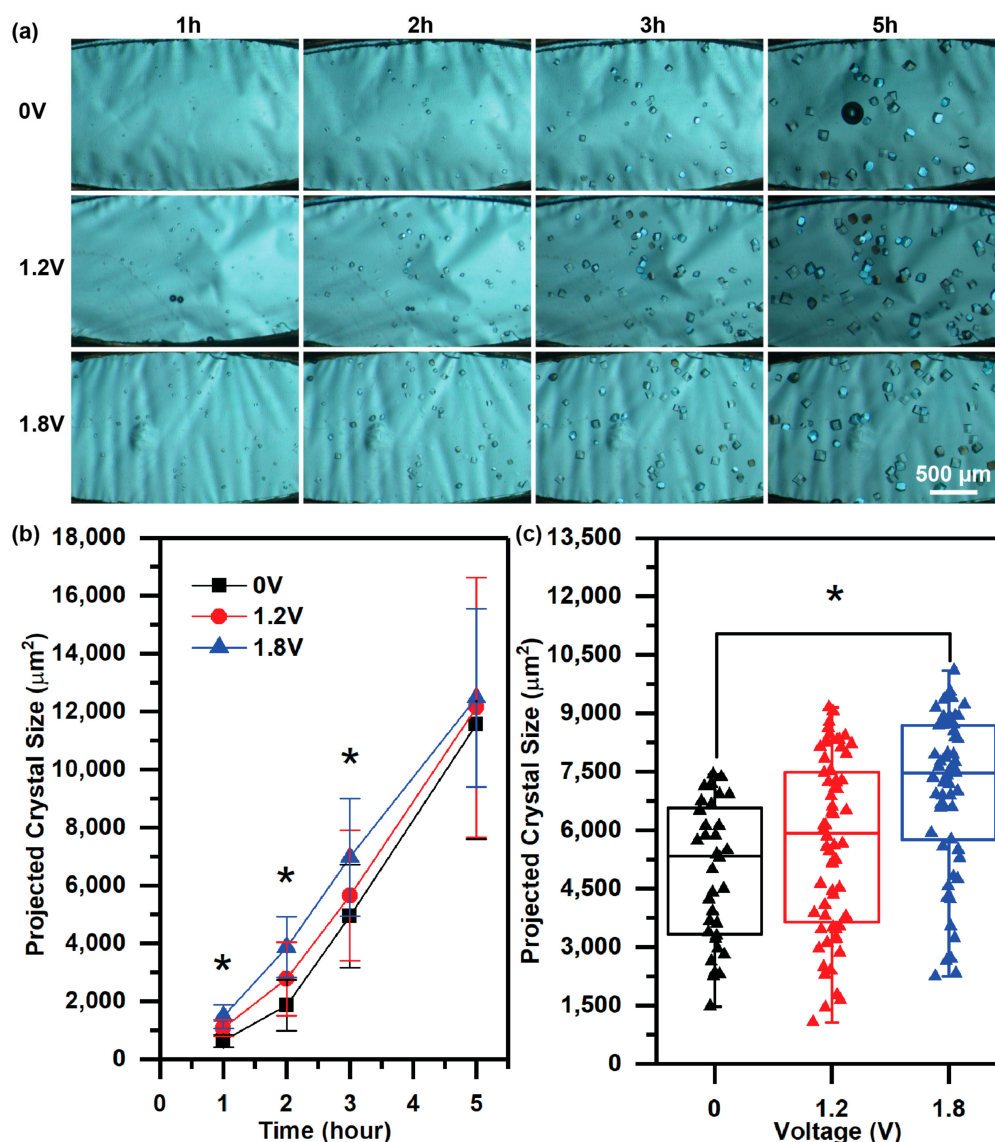 (a)
1h 2h 3h 5h
0V
1.2V
1.8V
500 µm
(b)
Projected Crystal Size (µm²)
18,000
16,000
14,000
12,000
10,000
8,000
6,000
4,000
2,000
0
0V
1.2V
1.8V
*
*
*
0 1 2 3 4 5
Time (hour)
(c)
Projected Crystal Size (µm²)
13,500
12,000
10,500
9,000
7,500
6,000
4,500
3,000
1,500
0
*
0 1.2 1.8
Voltage (V)